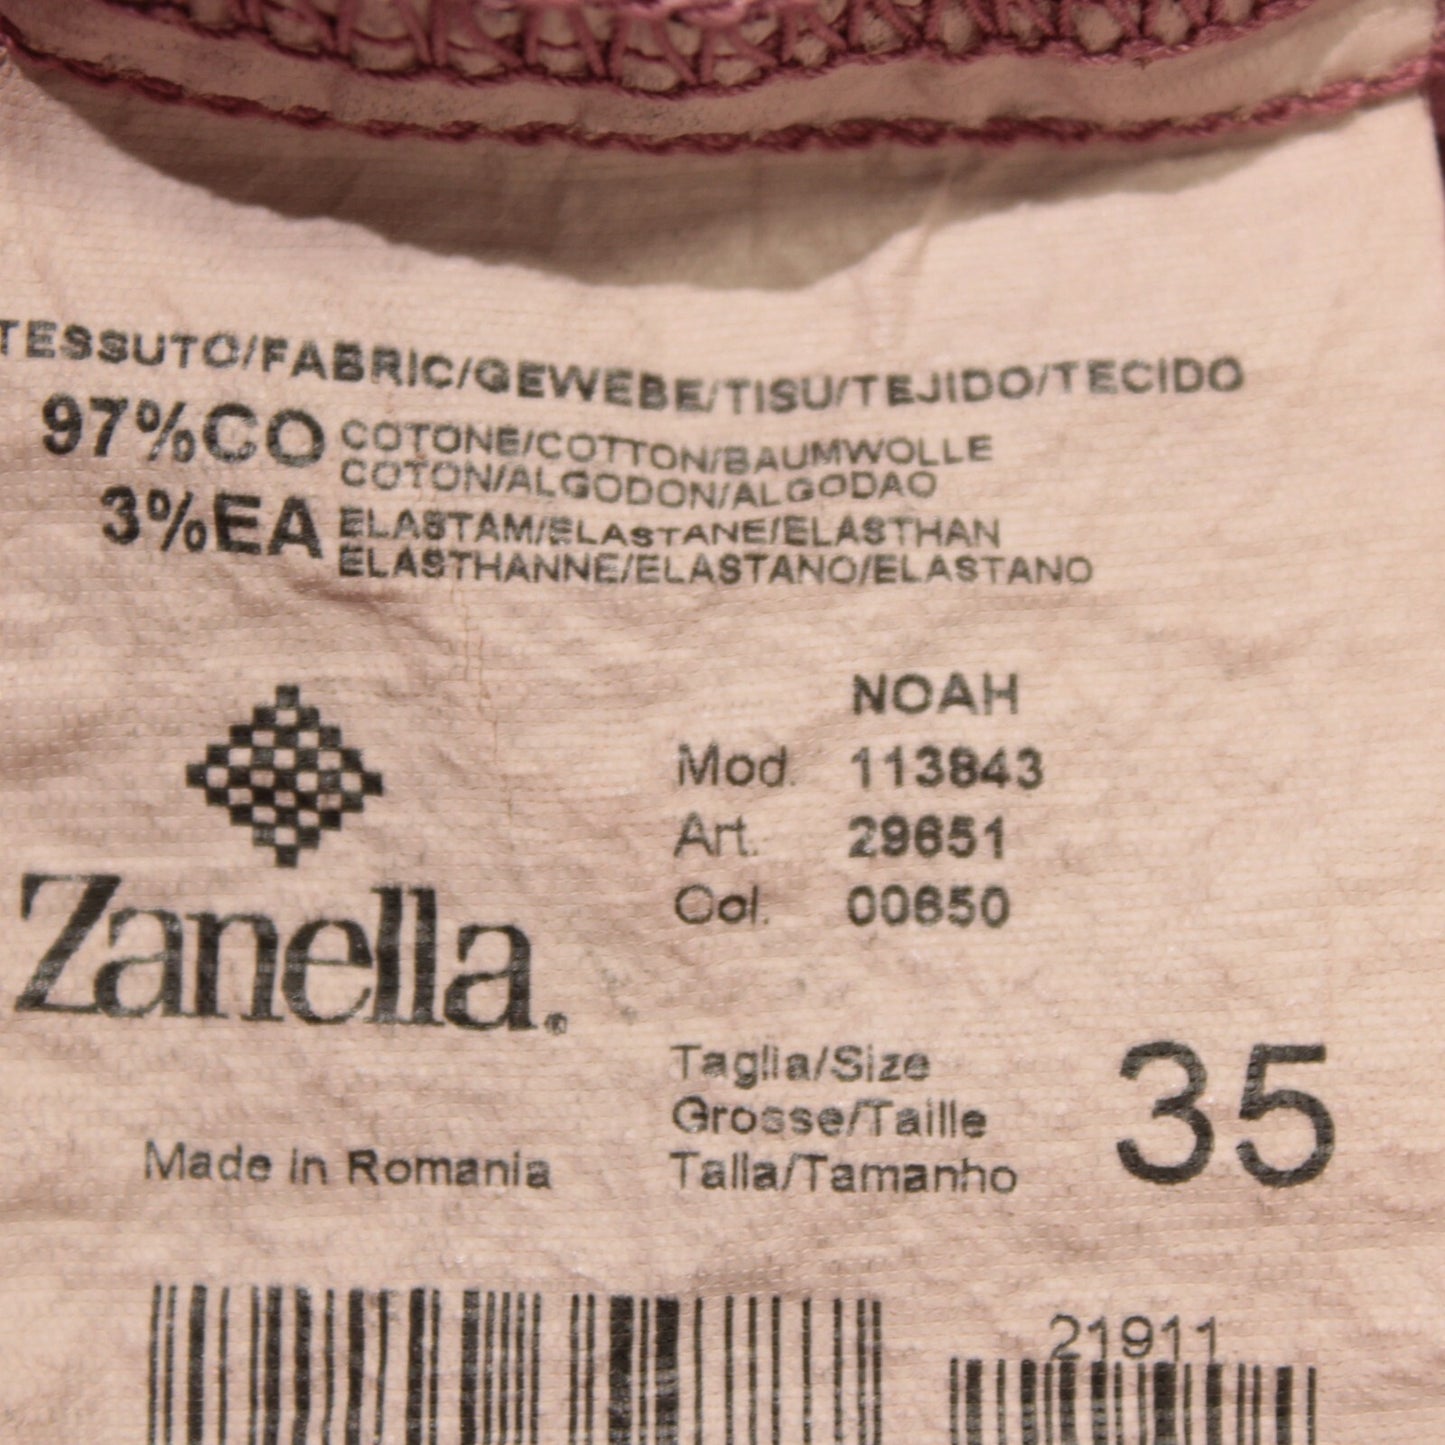 TESSUTO/FABRIC/GEWEBE/TISU/TEJIDO/TECIDO
97%CO COTONE/COTTON/BAUMWOLLE
COTON/ALGODON/ALGODAO
3%EA ELASTAM/ELASTANE/ELASTHAN
ELASTHANNE/ELASTANO/ELASTANO
NOAH
Mod. 113843
Art. 29651
Col. 00650
Zanella®
Taglia/Size
Grosse/Taille
Talla/Tamanho
35
Made in Romania
21911